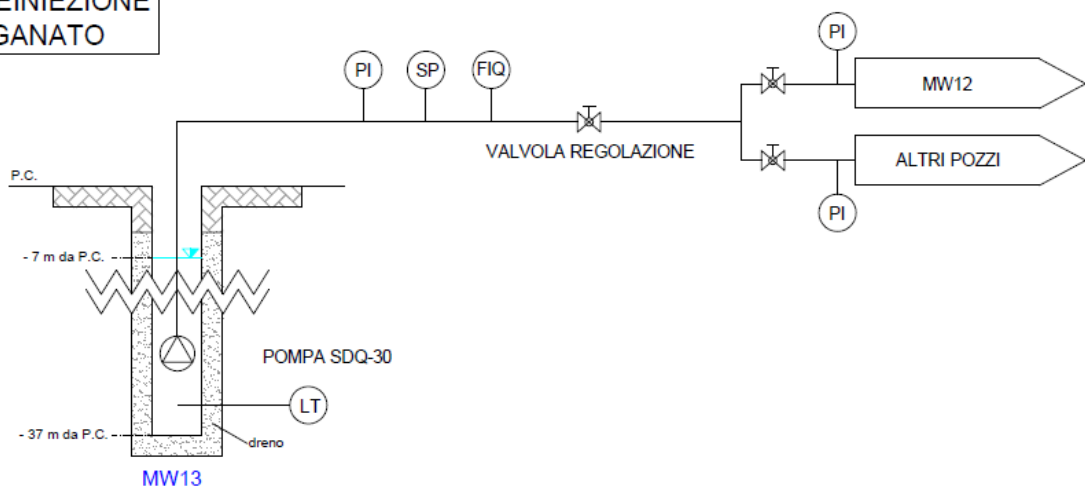 GANATO
PI
SP
FIQ
VALVOLA REGOLAZIONE
PI
MW12
ALTRI POZZI
PI
P.C.
- 7 m da P.C.
POMPA SDQ-30
LT
- 37 m da P.C.
dreno
MW13